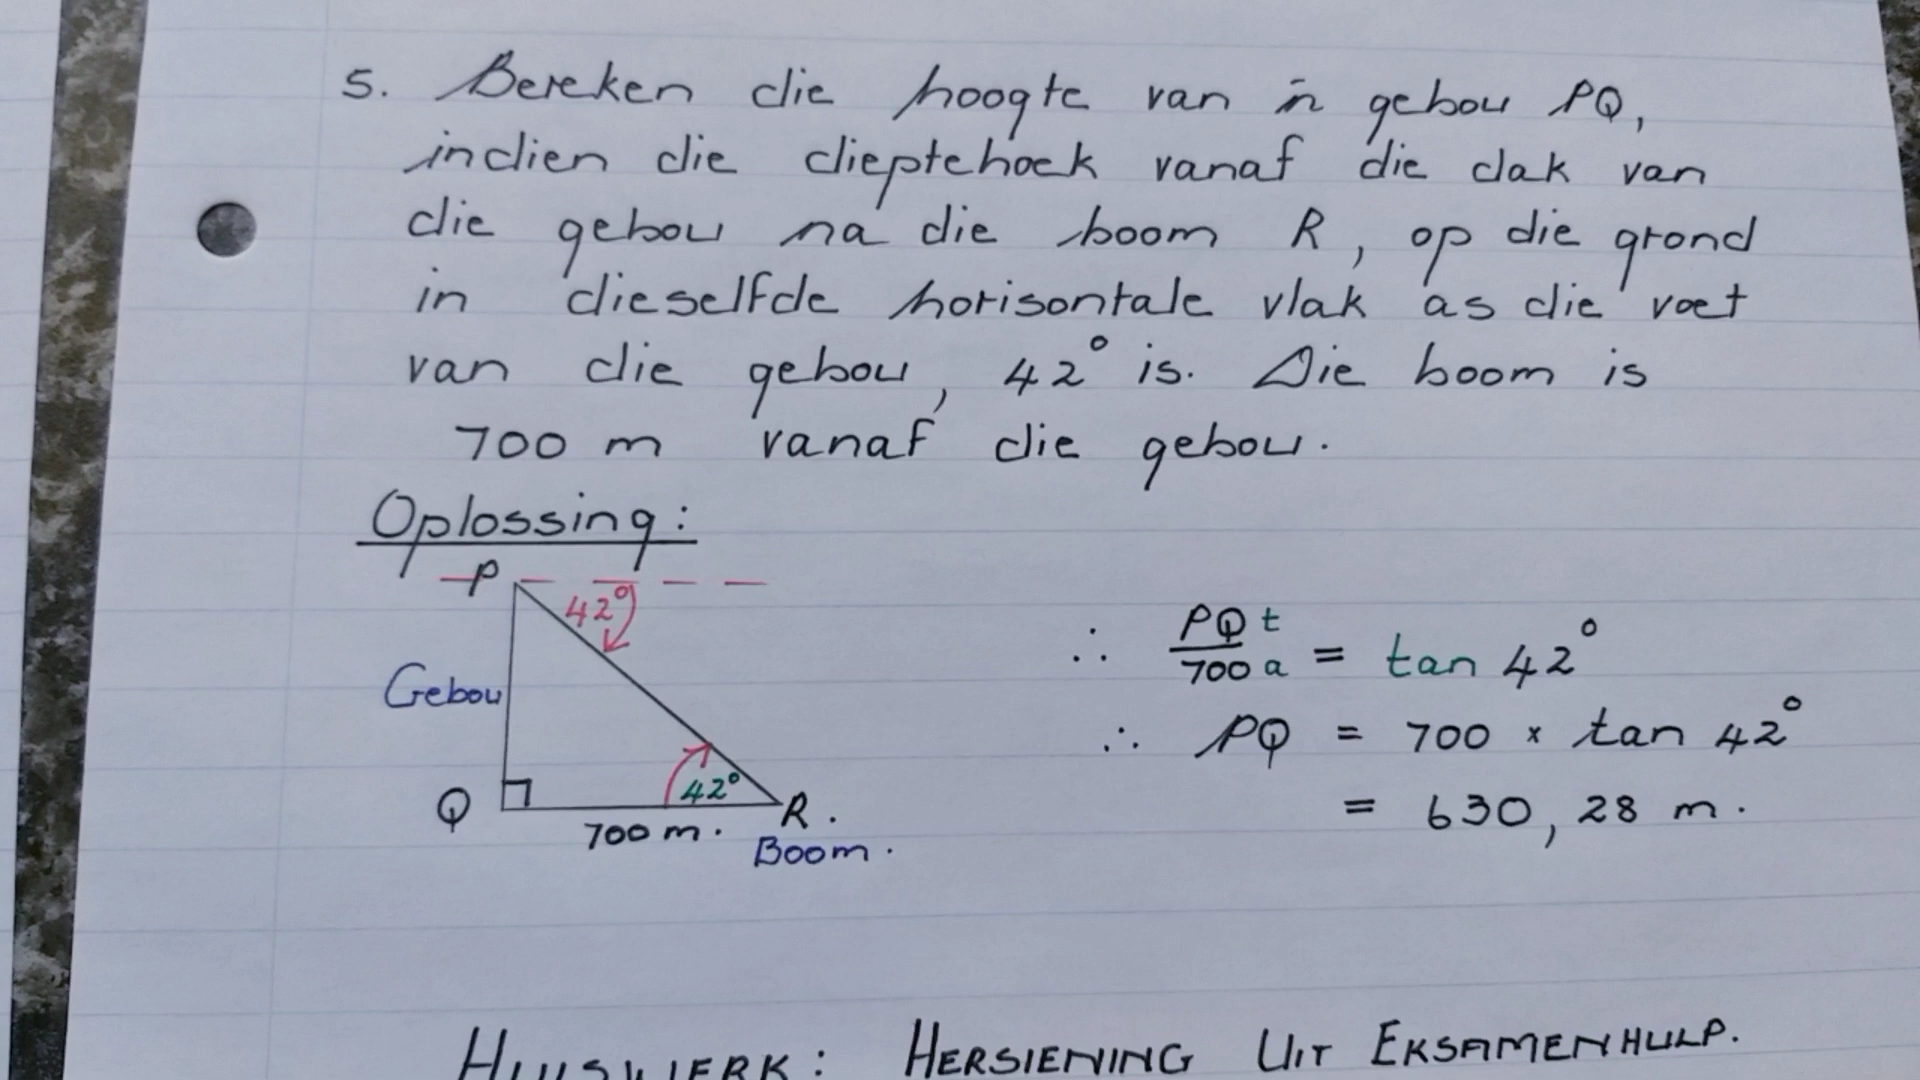 5. Bereken die hoogte van 'n gebou PQ,
indien die dieptehoek vanaf die dak van
die gebou na die boom R, op die grond
in dieselfde horisontale vlak as die voet
van die gebou, 42° is. Die boom is
700 m vanaf die gebou.
Oplossing:
P
42°
Gebou
Q
42°
R.
700 m.
Boom.
∴ PQ t / 700 a = tan 42°
∴ PQ = 700 × tan 42°
= 630,28 m.
HUISWERK: HERSIENING UIT EKSAMENHULP.